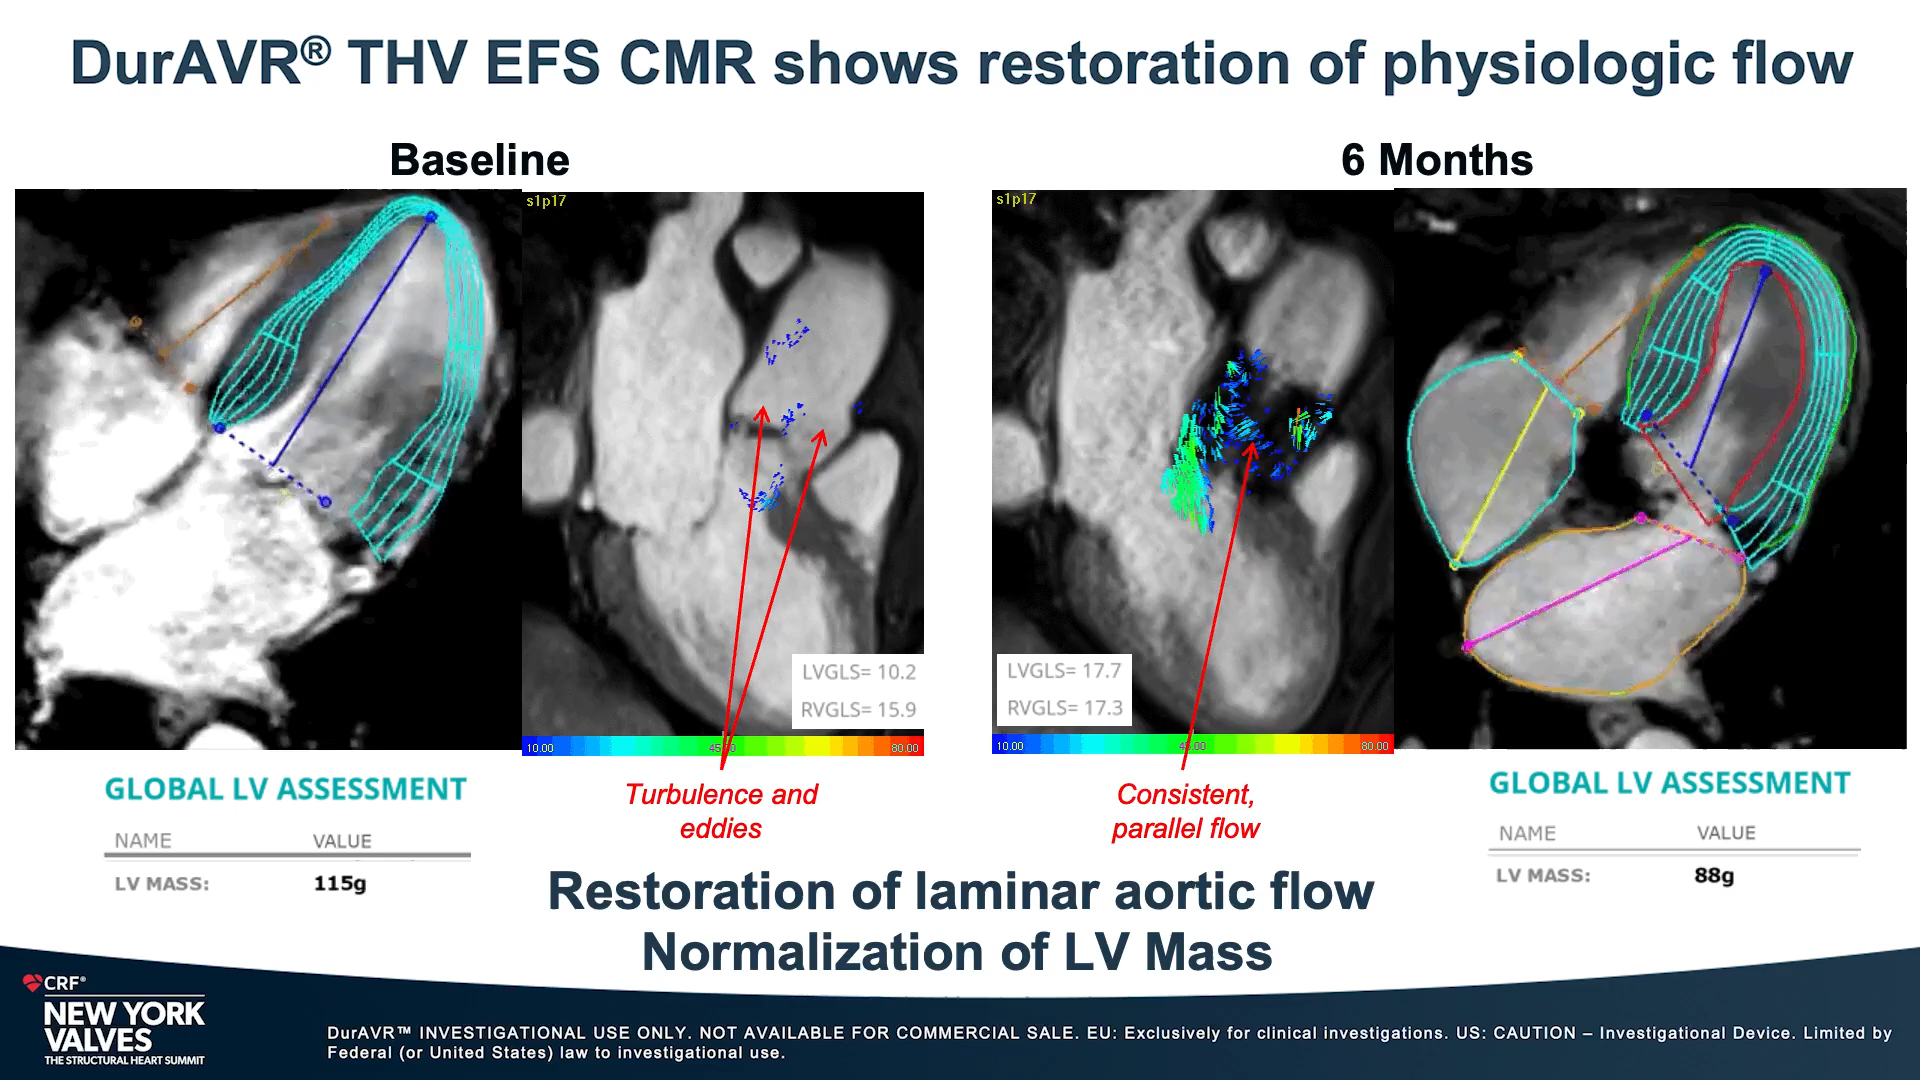 DurAVR® THV EFS CMR shows restoration of physiologic flow
Baseline
6 Months
s1p17
s1p17
LVGLS= 10.2
RVGLS= 15.9
LVGLS= 17.7
RVGLS= 17.3
10.00 80.00
10.00 80.00
Turbulence and
eddies
Consistent,
parallel flow
GLOBAL LV ASSESSMENT
NAME VALUE
LV MASS: 115g
GLOBAL LV ASSESSMENT
NAME VALUE
LV MASS: 88g
Restoration of laminar aortic flow
Normalization of LV Mass
CRF®
NEW YORK
VALVES
THE STRUCTURAL HEART SUMMIT
DurAVR™ INVESTIGATIONAL USE ONLY. NOT AVAILABLE FOR COMMERCIAL SALE. EU: Exclusively for clinical investigations. US: CAUTION – Investigational Device. Limited by
Federal (or United States) law to investigational use.